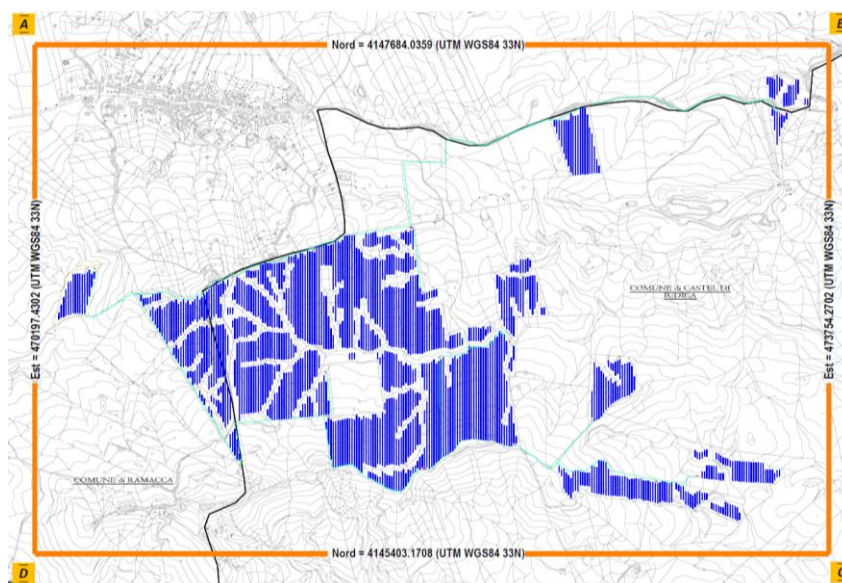 A
B
Nord = 4147684.0359 (UTM WGS84 33N)
Est = 470197.4302 (UTM WGS84 33N)
Est = 473754.2702 (UTM WGS84 33N)
COMUNE di CASTEL DI
IUDICA
COMUNE di RAMACCA
Nord = 4145403.1708 (UTM WGS84 33N)
D
C